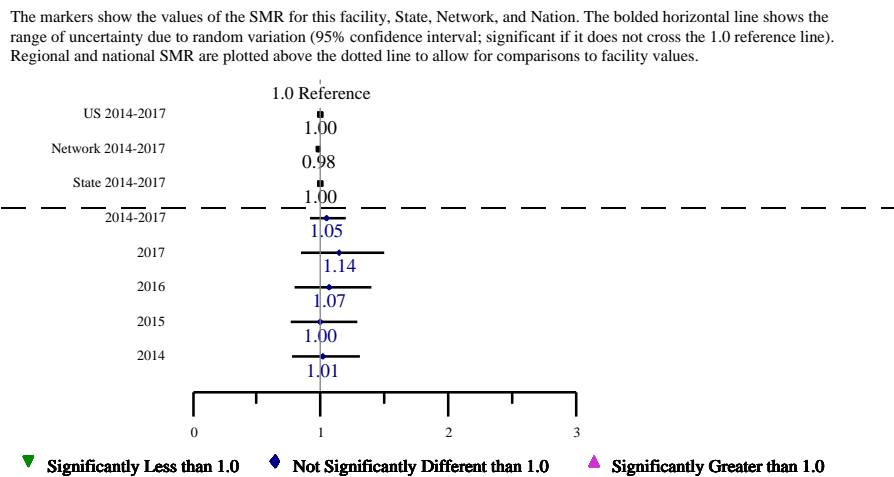 The markers show the values of the SMR for this facility, State, Network, and Nation. The bolded horizontal line shows the
range of uncertainty due to random variation (95% confidence interval; significant if it does not cross the 1.0 reference line).
Regional and national SMR are plotted above the dotted line to allow for comparisons to facility values.
1.0 Reference
US 2014-2017
1.00
Network 2014-2017
0.98
State 2014-2017
1.00
2014-2017
1.05
2017
1.14
2016
1.07
2015
1.00
2014
1.01
0 1 2 3
Significantly Less than 1.0 Not Significantly Different than 1.0 Significantly Greater than 1.0